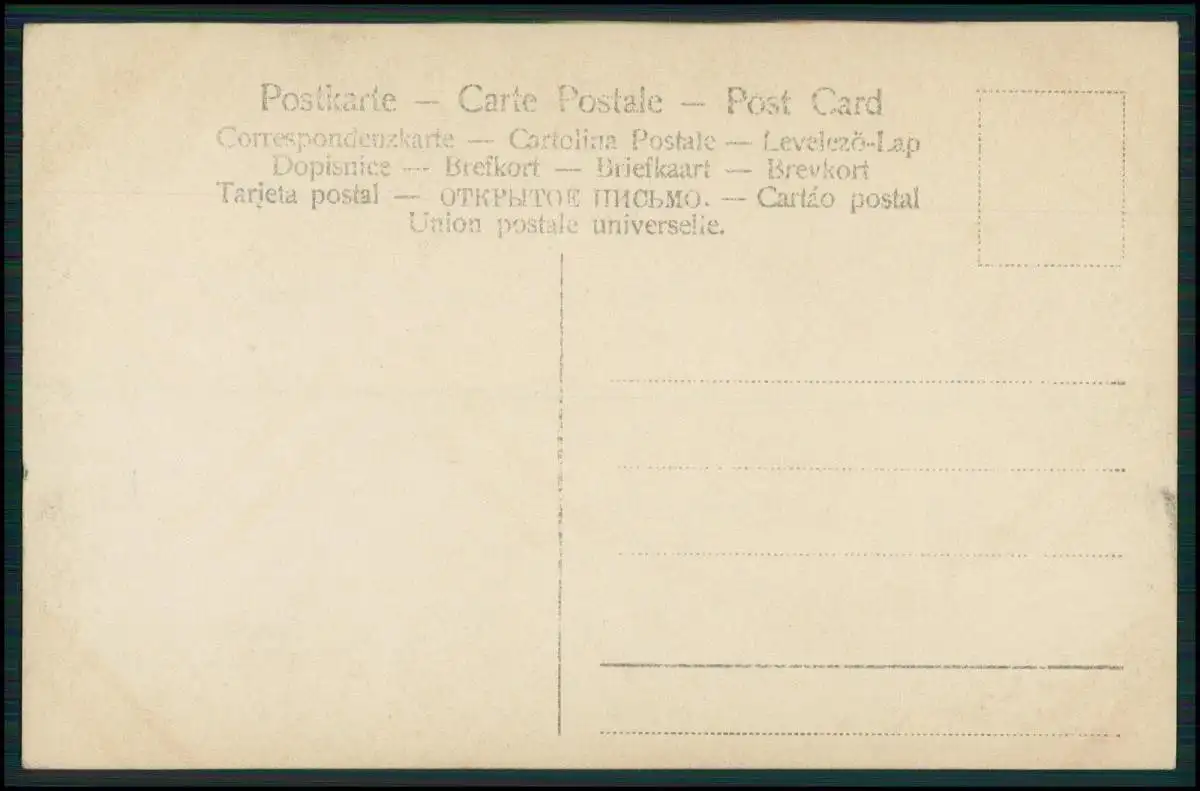 Postkarte – Carte Postale – Post Card
Correspondenzkarte — Cartolina Postale — Levelező-Lap
Dopisnice — Brefkort — Briefkaart — Brevkort
Tarjeta postal — ОТКРЫТОЕ ПИСЬМО. — Cartáo postal
Union postale universelle.